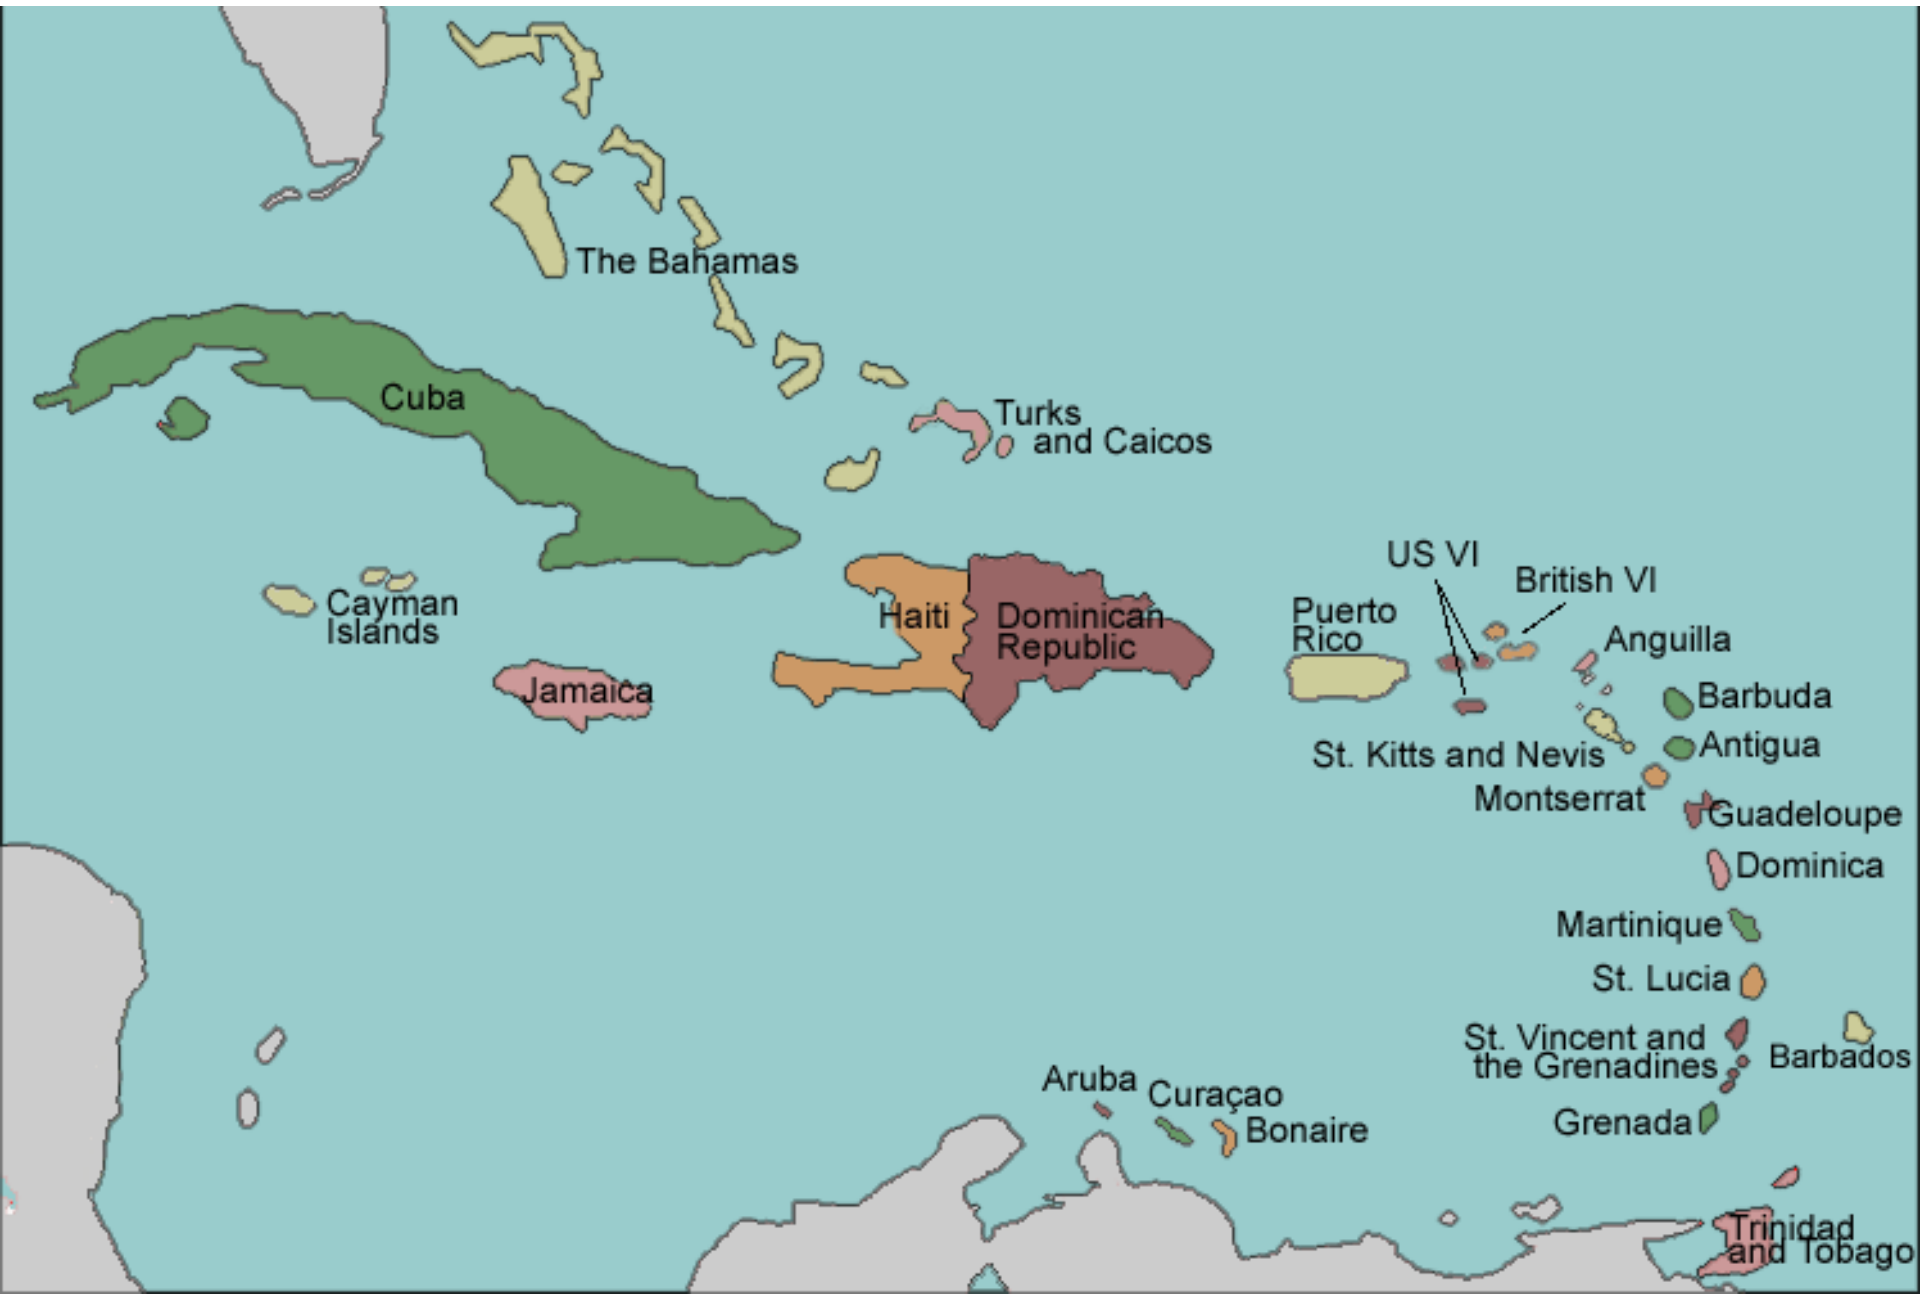 The Bahamas
Cuba
Turks
and Caicos
US VI
British VI
Cayman
Islands
Haiti
Dominican
Republic
Puerto
Rico
Anguilla
Jamaica
Barbuda
St. Kitts and Nevis
Antigua
Montserrat
Guadeloupe
Dominica
Martinique
St. Lucia
St. Vincent and
the Grenadines
Barbados
Aruba
Curaçao
Bonaire
Grenada
Trinidad
and Tobago